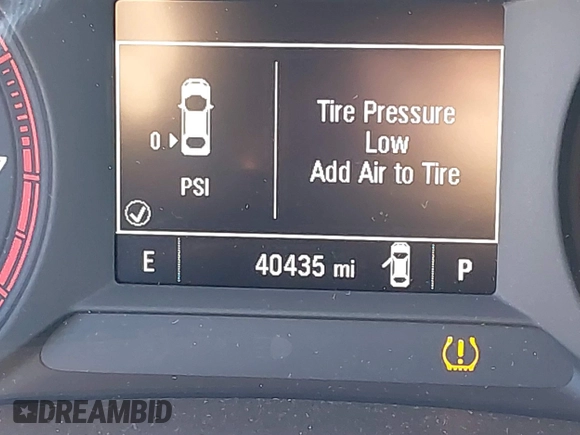 Tire Pressure
Low
Add Air to Tire
0
PSI
E 40435 mi P
DREAMBID